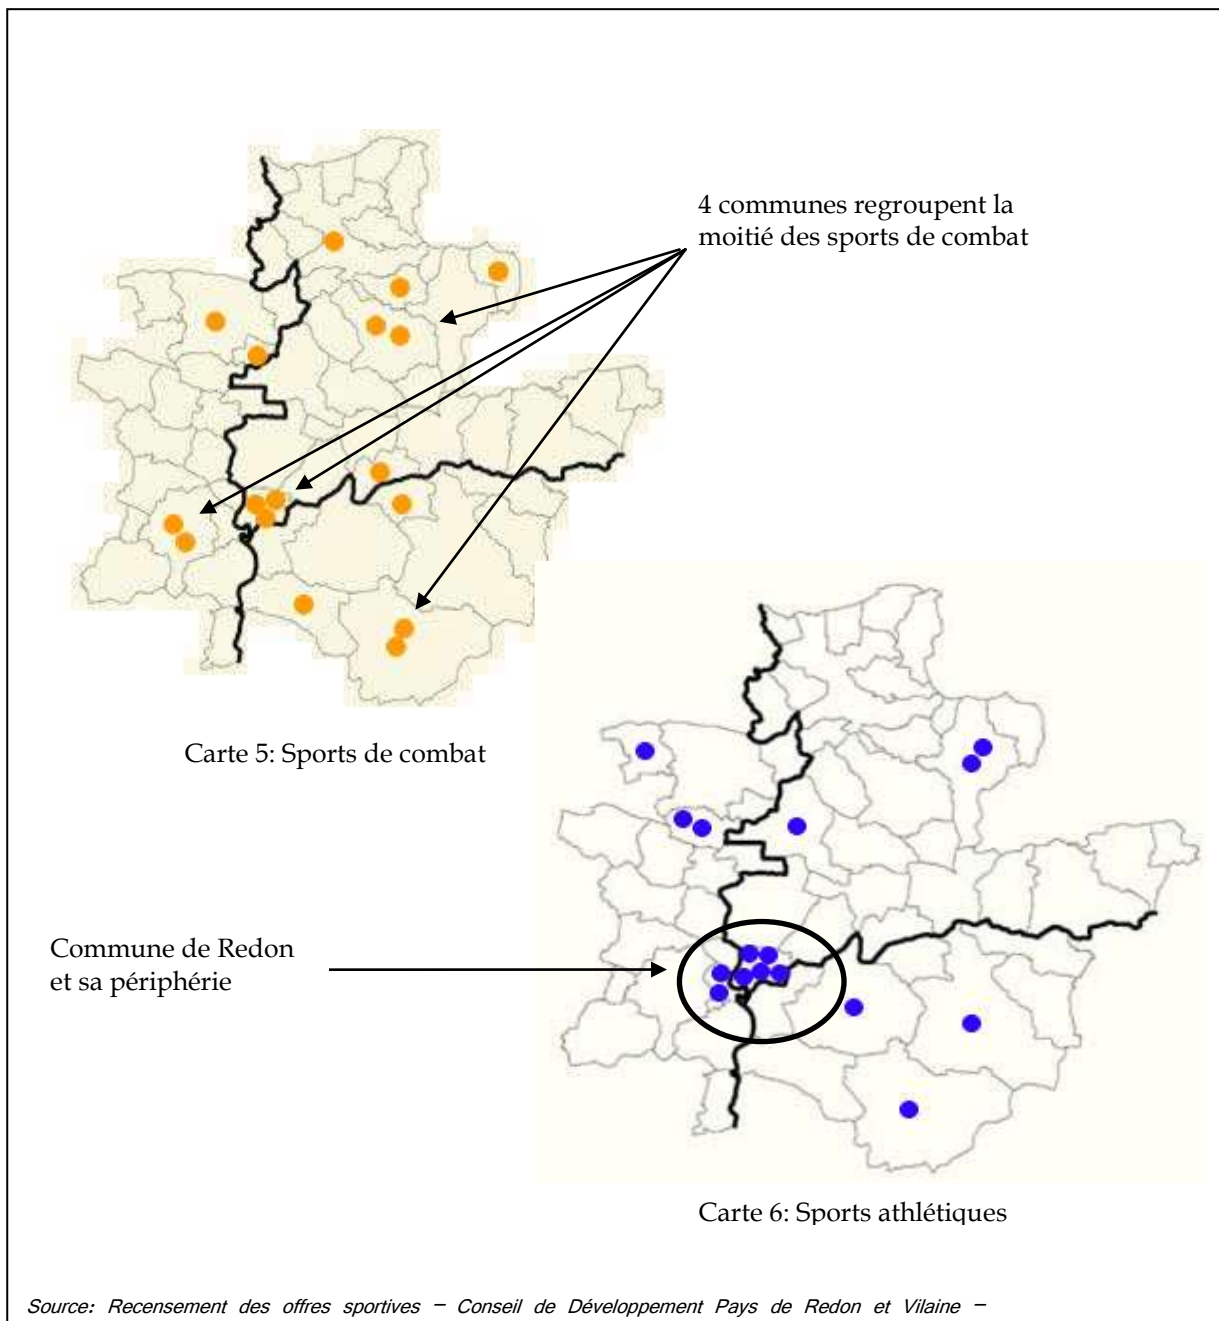 4 communes regroupent la
moitié des sports de combat
Carte 5: Sports de combat
Commune de Redon
et sa périphérie
Carte 6: Sports athlétiques
Source: Recensement des offres sportives – Conseil de Développement Pays de Redon et Vilaine –